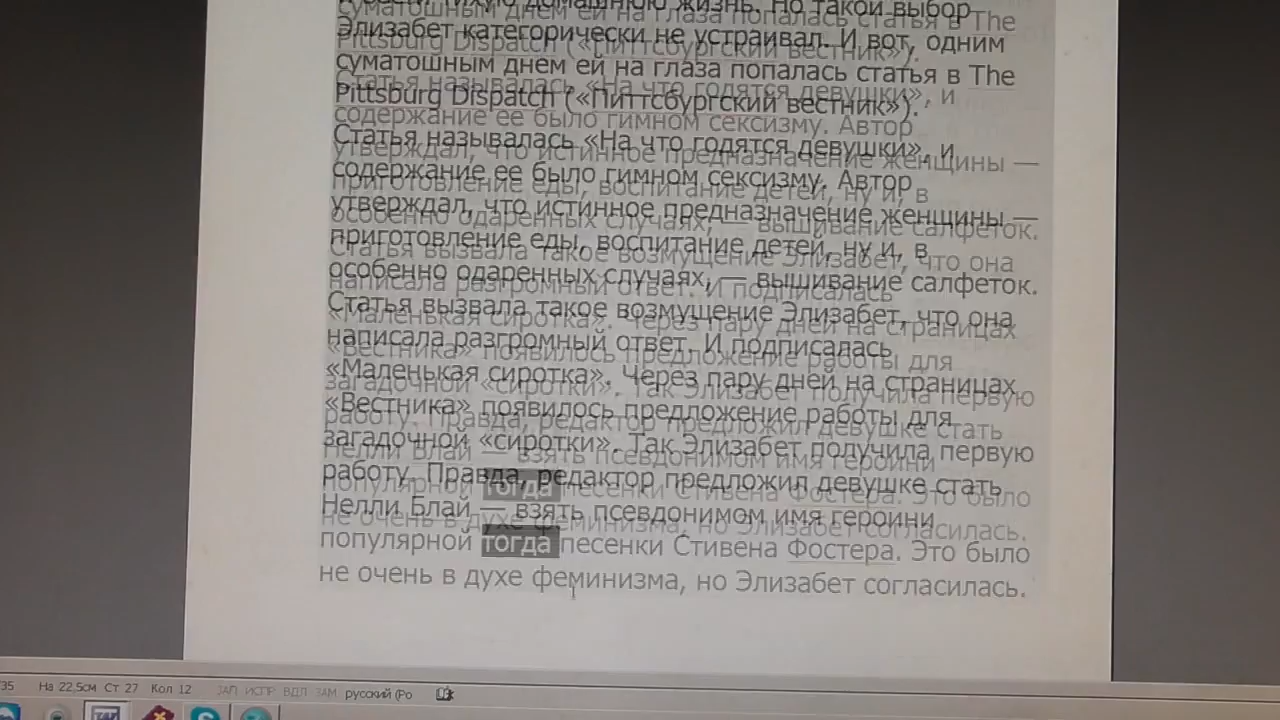 тихую домашнюю жизнь. Но такой выбор
Элизабет категорически не устраивал. И вот, одним
суматошным днем ей на глаза попалась статья в The
Pittsburg Dispatch («Питтсбургский вестник»).
Статья называлась «На что годятся девушки», и
содержание ее было гимном сексизму. Автор
утверждал, что истинное предназначение женщины —
приготовление еды, воспитание детей, ну и, в
особенно одаренных случаях, — вышивание салфеток.
Статья вызвала такое возмущение Элизабет, что она
написала разгромный ответ. И подписалась
«Маленькая сиротка». Через пару дней на страницах
«Вестника» появилось предложение работы для
загадочной «сиротки». Так Элизабет получила первую
работу. Правда, редактор предложил девушке стать
Нелли Блай — взять псевдонимом имя героини
популярной тогда песенки Стивена Фостера. Это было
не очень в духе феминизма, но Элизабет согласилась.
35 На 22,5см Ст 27 Кол 12 ЗАП ИСПР ВДЛ ЗАМ русский (Ро